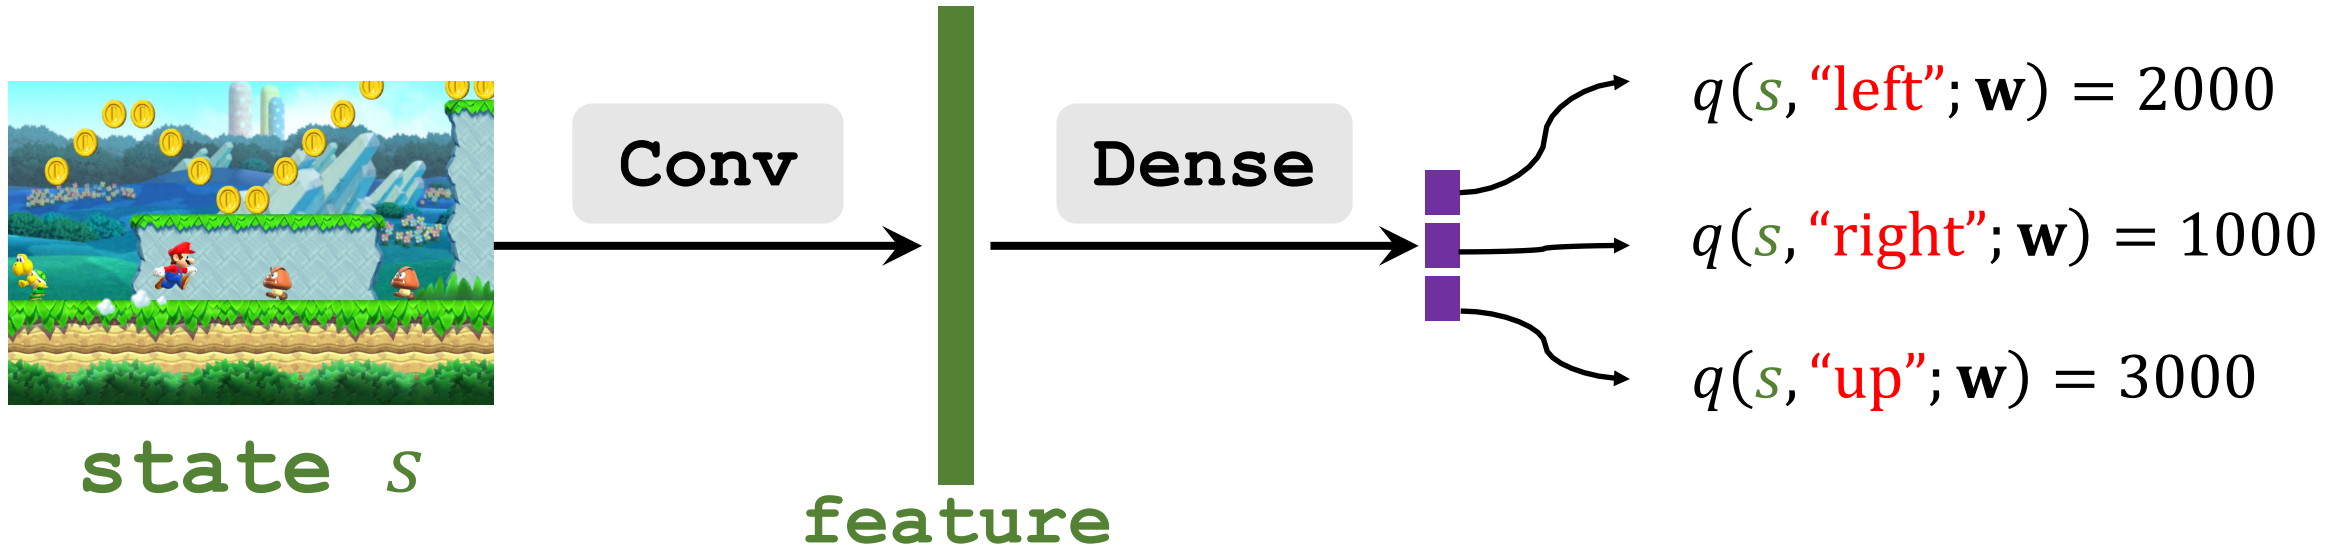 Conv
Dense
q(s, “left”; w) = 2000
q(s, “right”; w) = 1000
q(s, “up”; w) = 3000
state s
feature